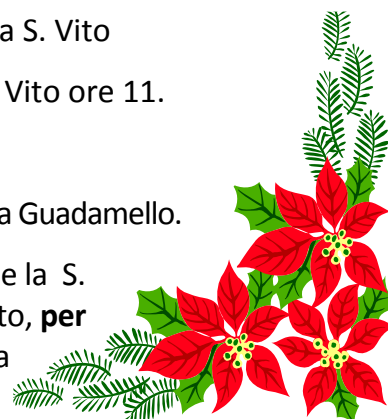 a S. Vito
Vito ore 11.
a Guadamello.
e la S.
to, per
a